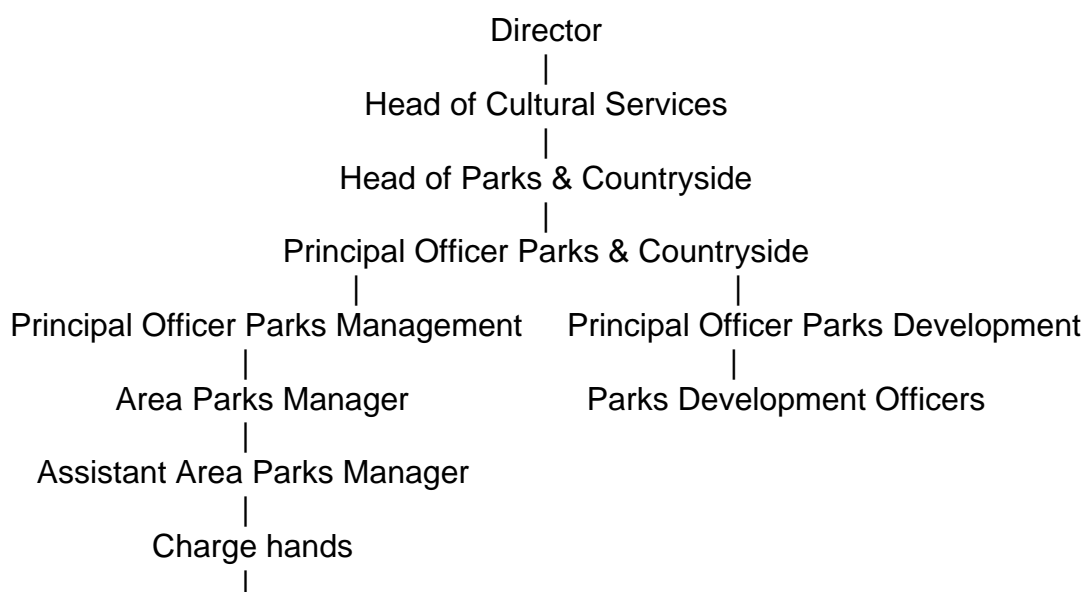 Director
|
Head of Cultural Services
|
Head of Parks & Countryside
|
Principal Officer Parks & Countryside
| |
Principal Officer Parks Management Principal Officer Parks Development
| |
Area Parks Manager Parks Development Officers
|
Assistant Area Parks Manager
|
Charge hands
|